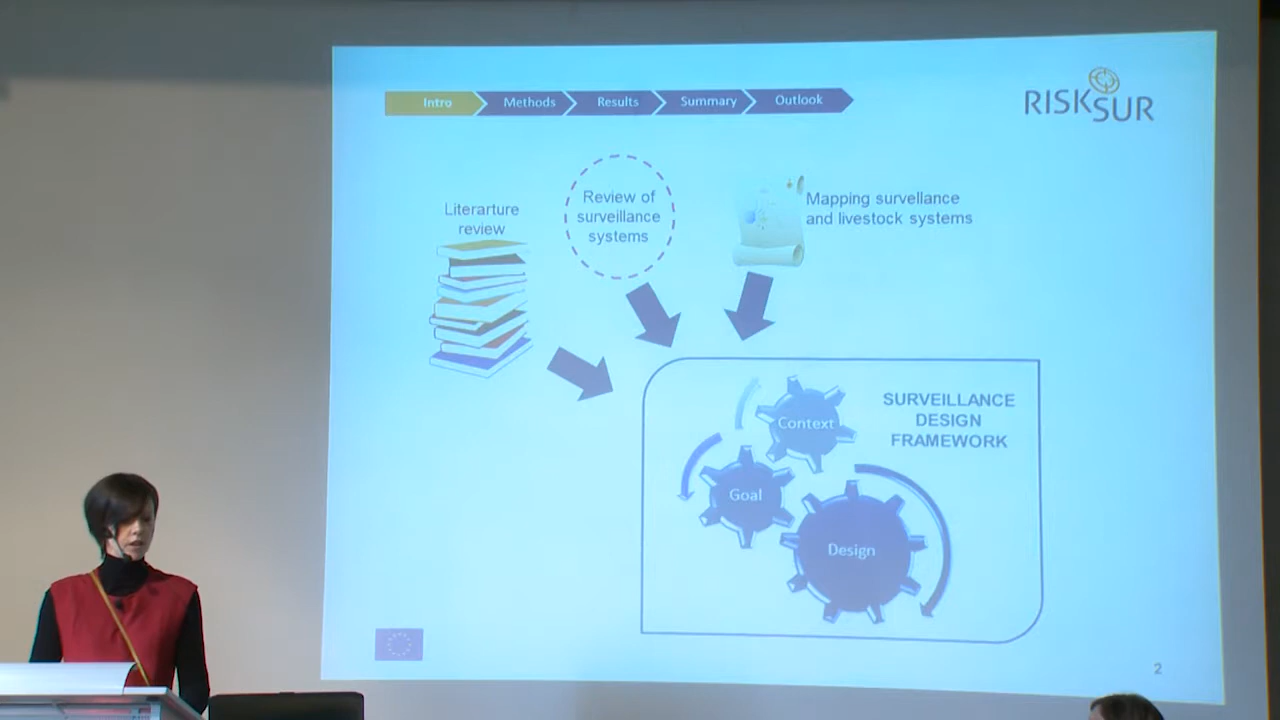 Intro Methods Results Summary Outlook
RISKSUR
Literarture
review
Review of
surveillance
systems
Mapping survellance
and livestock systems
SURVEILLANCE
DESIGN
FRAMEWORK
Context
Goal
Design
2